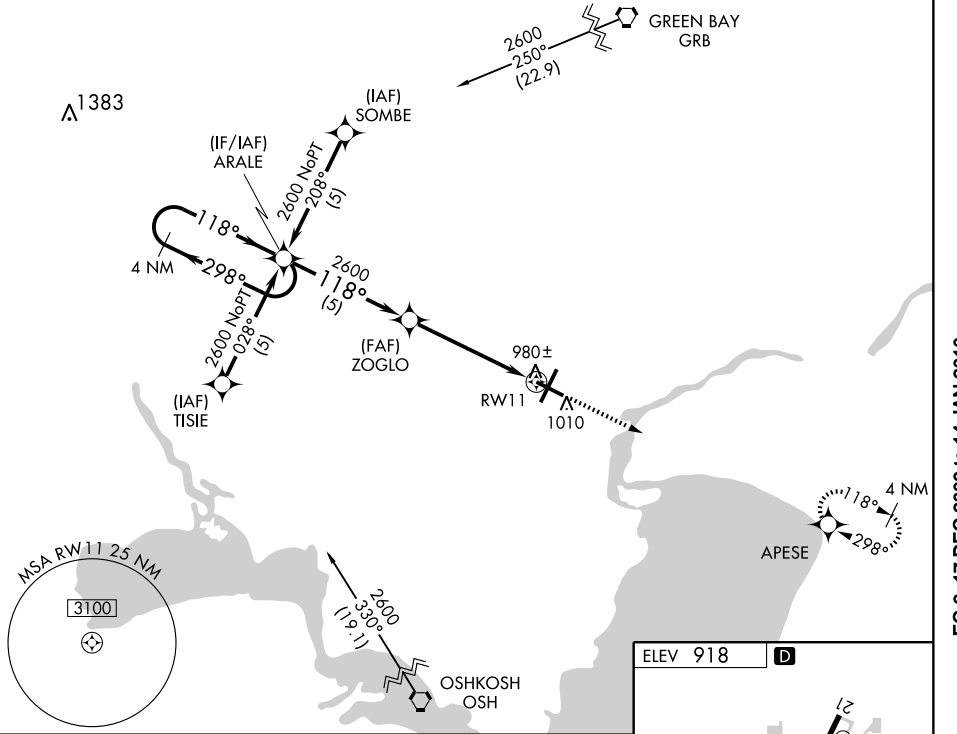 GREEN BAY
GRB
2600
250°
(22.9)
1383
(IAF)
SOMBE
(IF/IAF)
ARALE
2600 NoPT
208°
(5)
118°
4 NM
298°
2600
118°
(5)
2600 NoPT
028°
(5)
(FAF)
ZOGLO
(IAF)
TISIE
980±
RW11
1010
118°
4 NM
298°
APESE
MSA RW11 25 NM
3100
2600
330°
(19.1)
OSHKOSH
OSH
ELEV 918 D
21